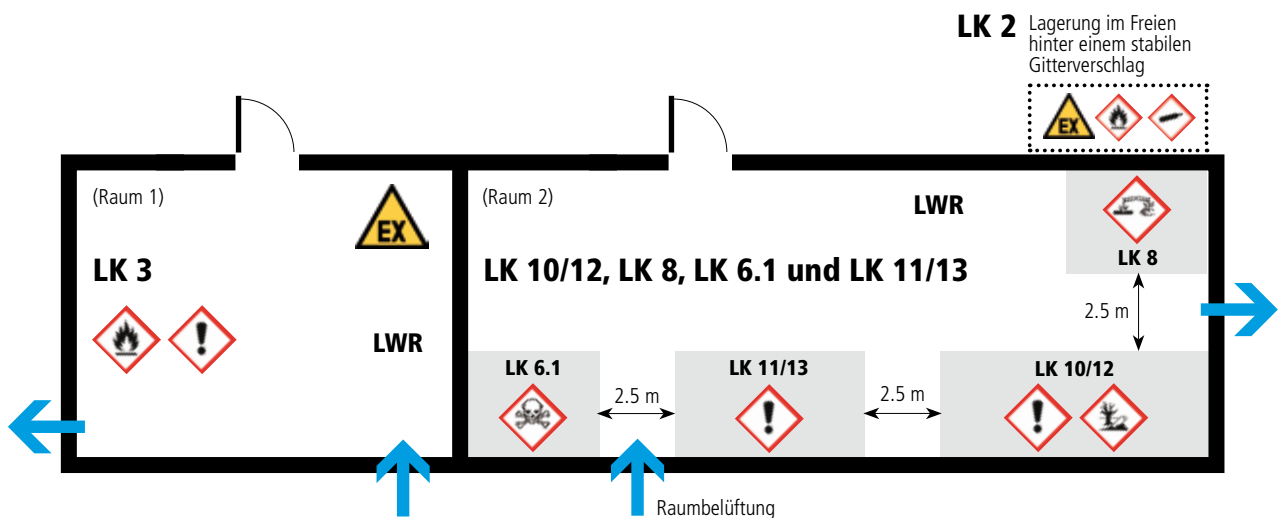 LK 2 Lagerung im Freien
hinter einem stabilen
Gitterverschlag
EX
(Raum 1)
EX
LK 3
LWR
(Raum 2)
LWR
LK 8
LK 10/12, LK 8, LK 6.1 und LK 11/13
2.5 m
LK 6.1
2.5 m
LK 11/13
2.5 m
LK 10/12
Raumbelüftung